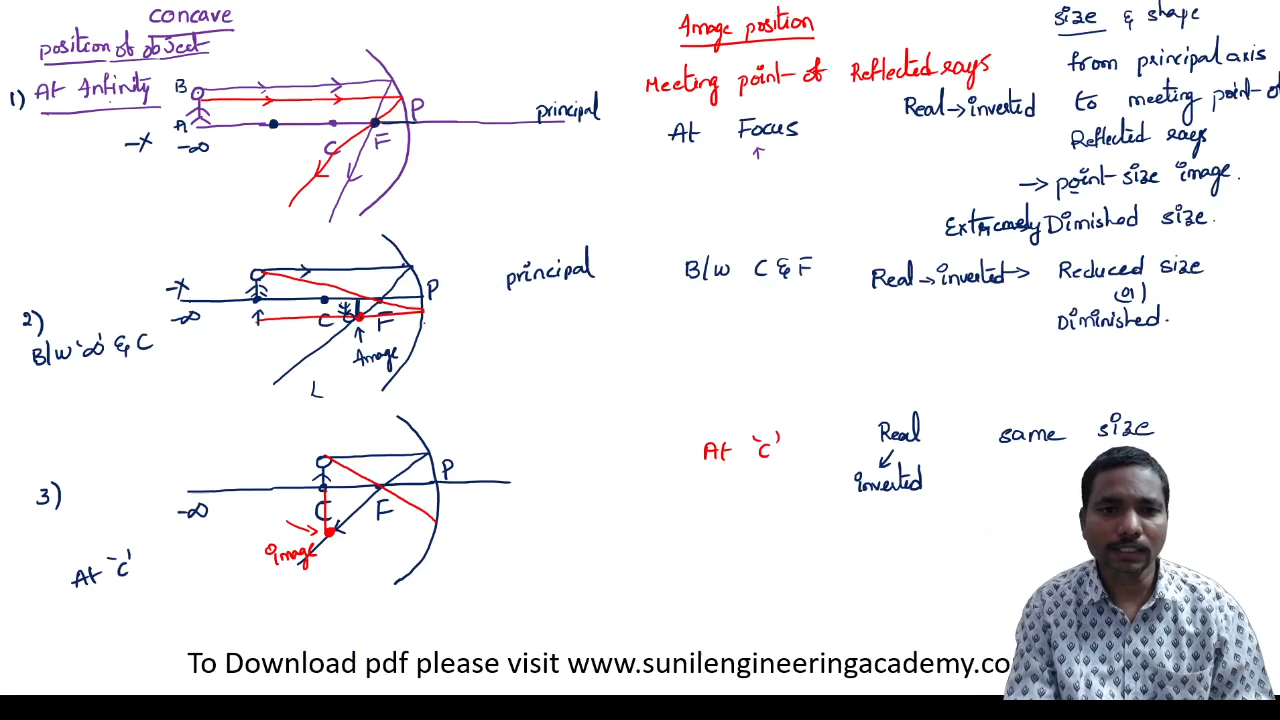 concave
position of object
Image position
size & shape
from principal axis
to meeting point of
Reflected rays
→ point size image.
Extremely Diminshed size.
1) At Infinity
B
A
-X
-∞
C
F
P
principal
Meeting point of Reflected rays
At Focus
Real → inverted
2)
B/w '∞' & C
-X
-∞
C
F
P
Image
L
principal
B/w C & F
Real → inverted →
Reduced size
(or)
Diminished.
3)
At 'c'
-∞
C
F
P
image
At 'c'
Real
inverted
same size
To Download pdf please visit www.sunilengineeringacademy.co